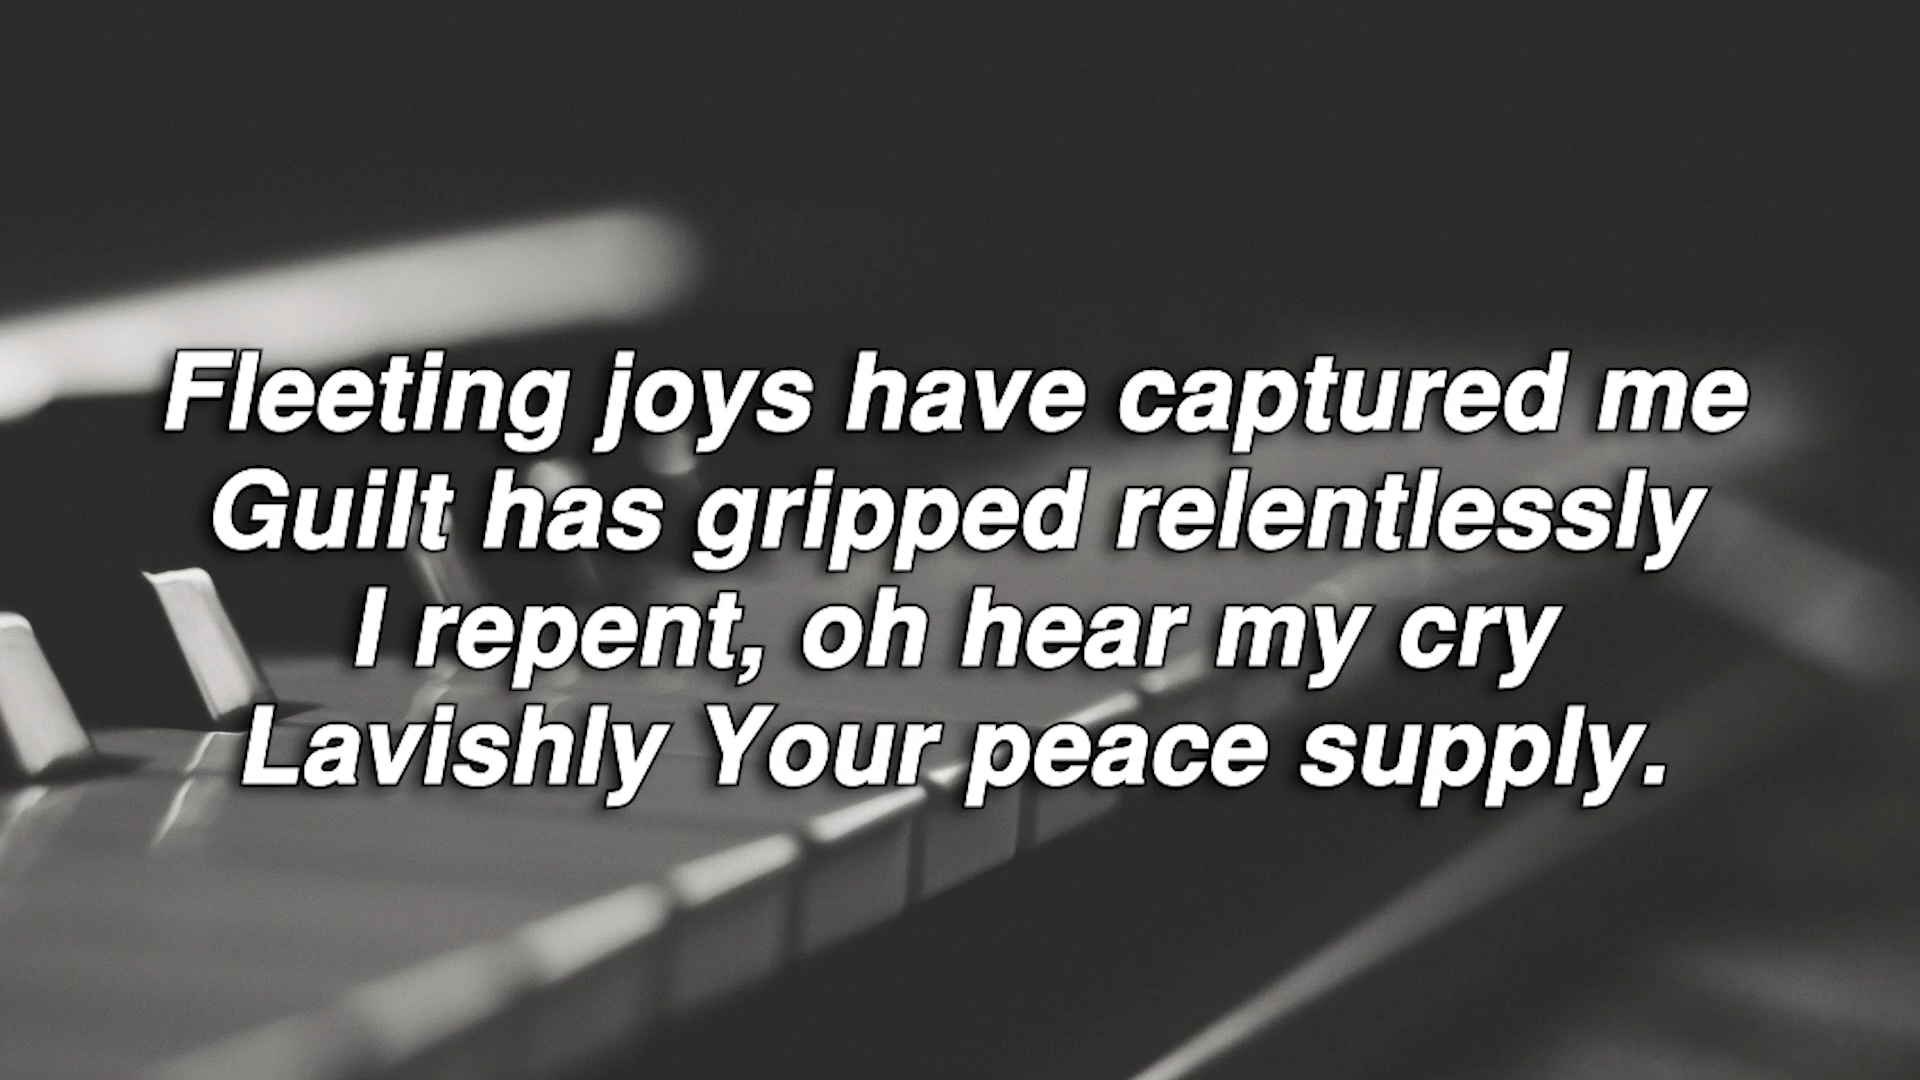 Fleeting joys have captured me
Guilt has gripped relentlessly
I repent, oh hear my cry
Lavishly Your peace supply.